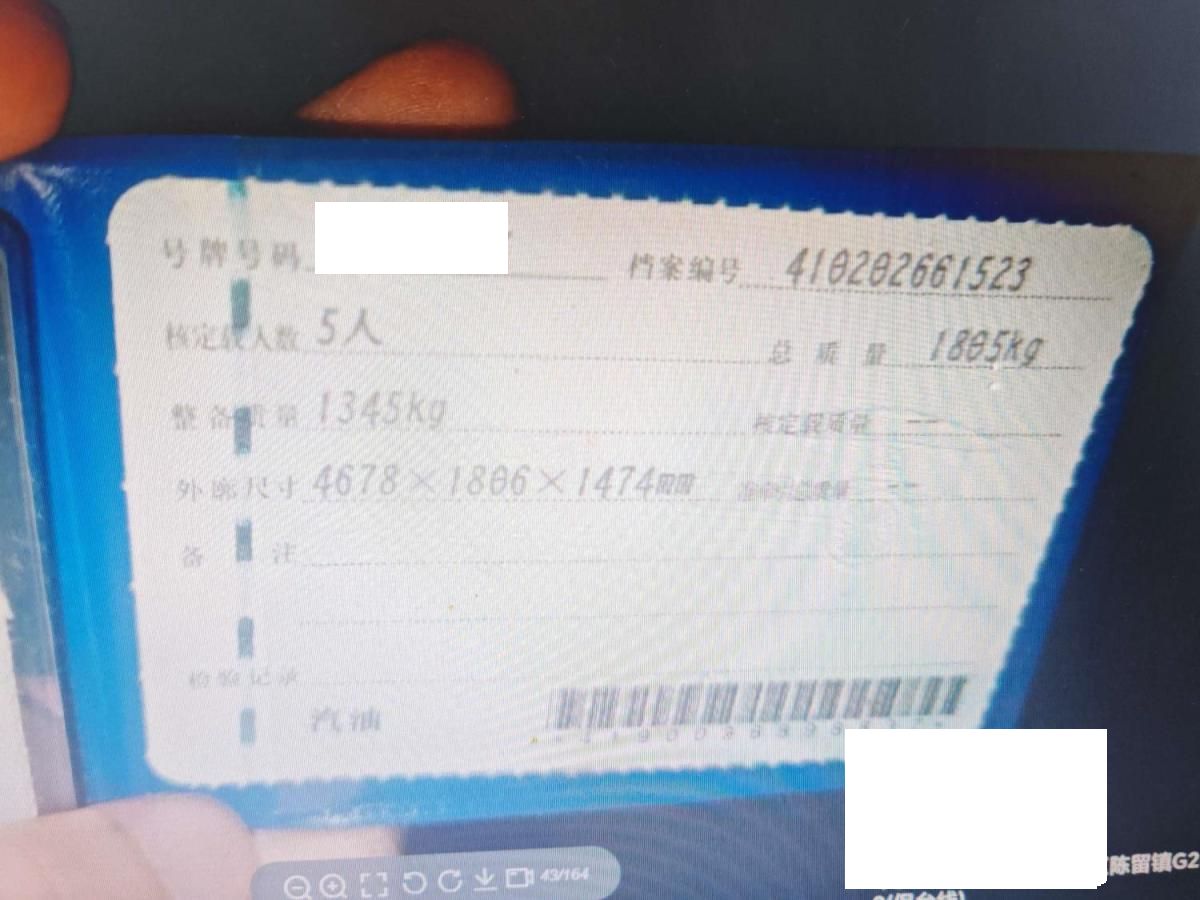 号牌号码 档案编号 410202661523
核定载人数 5人 总质量 1805kg
整备质量 1345kg 核定载质量 --
外廓尺寸 4678×1806×1474mm 准牵引总质量 --
备注
检验记录
汽油
43/164
陈留镇G2